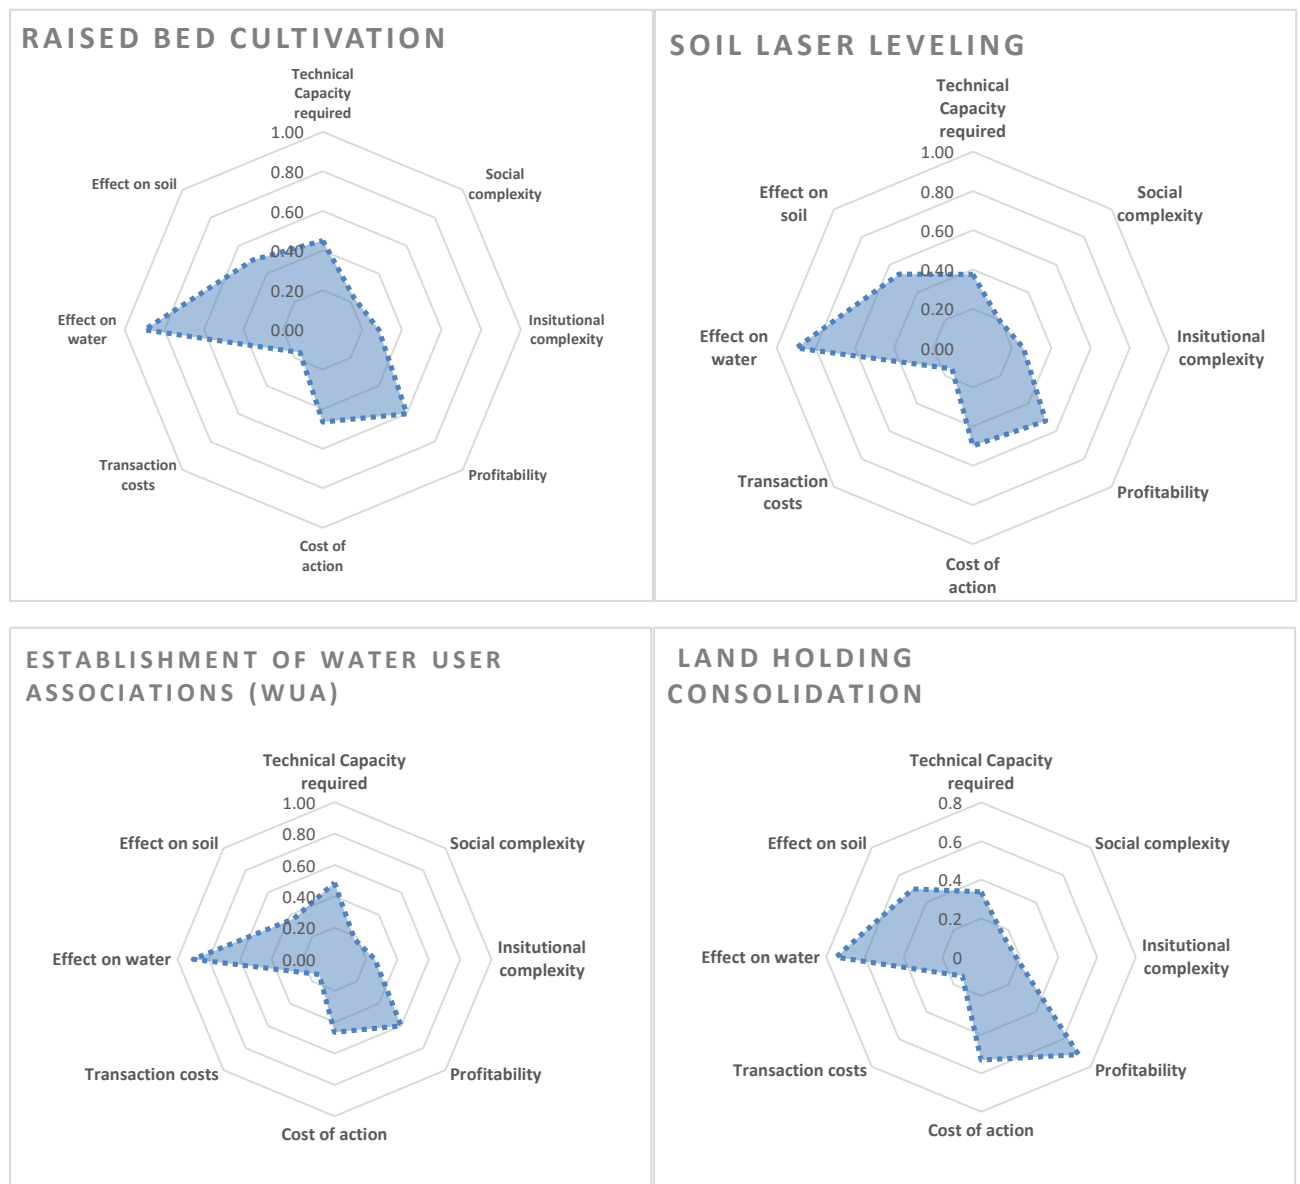 RAISED BED CULTIVATION
Technical
Capacity
required
1.00
0.80
0.60
0.40
0.20
0.00
Social
complexity
Insitutional
complexity
Profitability
Cost of
action
Transaction
costs
Effect on
water
Effect on soil
SOIL LASER LEVELING
Technical
Capacity
required
1.00
0.80
0.60
0.40
0.20
0.00
Social
complexity
Insitutional
complexity
Profitability
Cost of
action
Transaction
costs
Effect on
water
Effect on
soil
ESTABLISHMENT OF WATER USER
ASSOCIATIONS (WUA)
Technical Capacity
required
1.00
0.80
0.60
0.40
0.20
0.00
Social complexity
Insitutional
complexity
Profitability
Cost of action
Transaction costs
Effect on water
Effect on soil
LAND HOLDING
CONSOLIDATION
Technical Capacity
required
0.8
0.6
0.4
0.2
0
Social complexity
Insitutional
complexity
Profitability
Cost of action
Transaction costs
Effect on water
Effect on soil